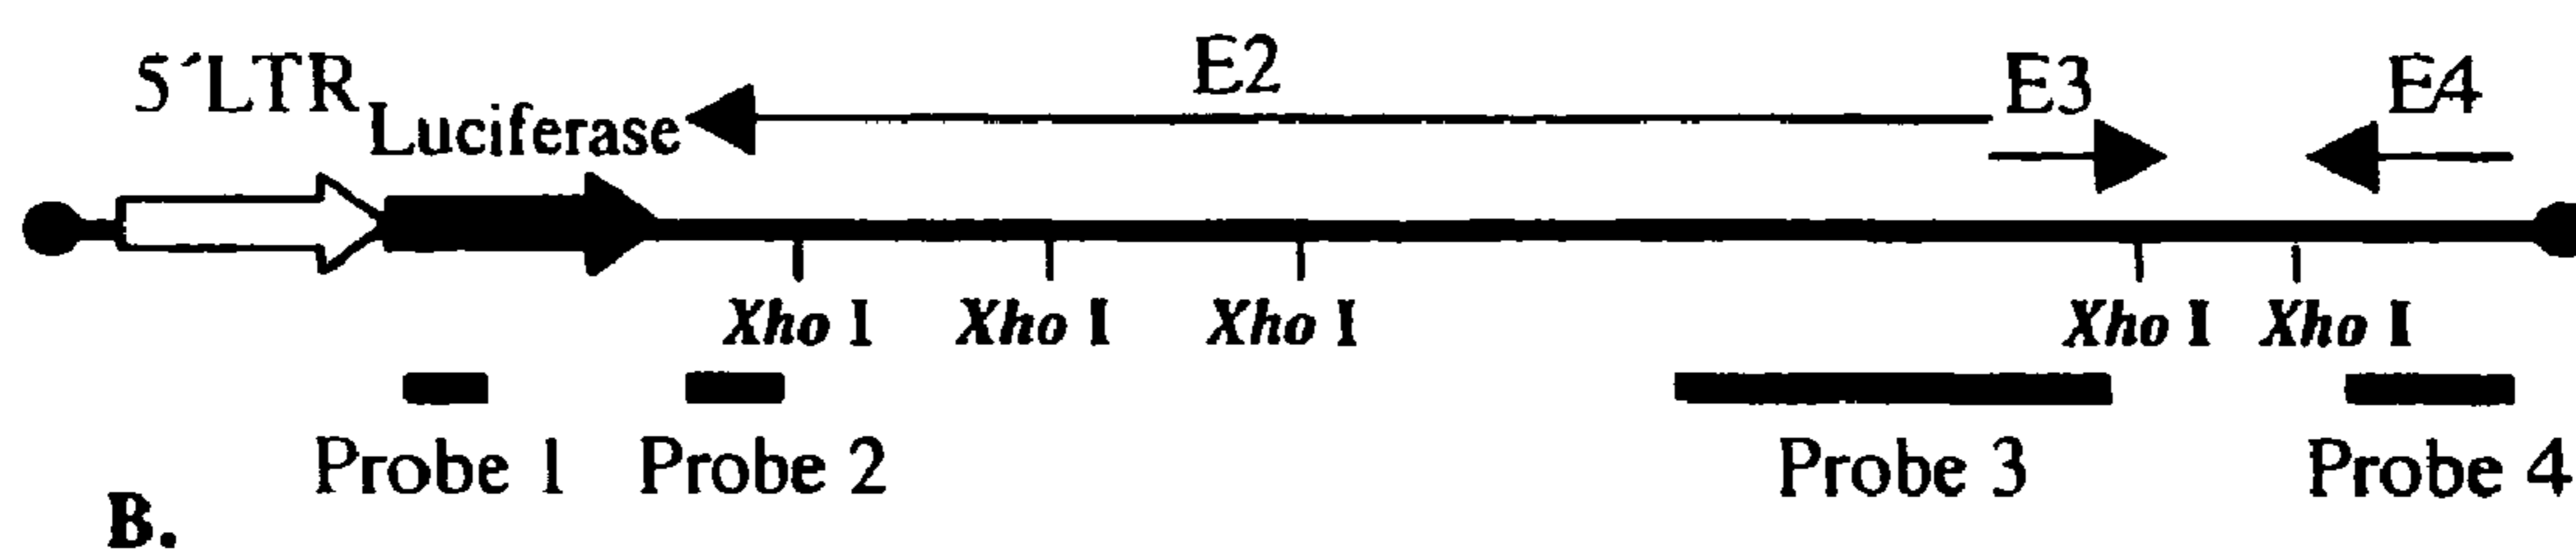 E2
5´LTR E3 E4
Luciferase
Xho I Xho I Xho I Xho I Xho I
Probe 1 Probe 2 Probe 3 Probe 4
B.